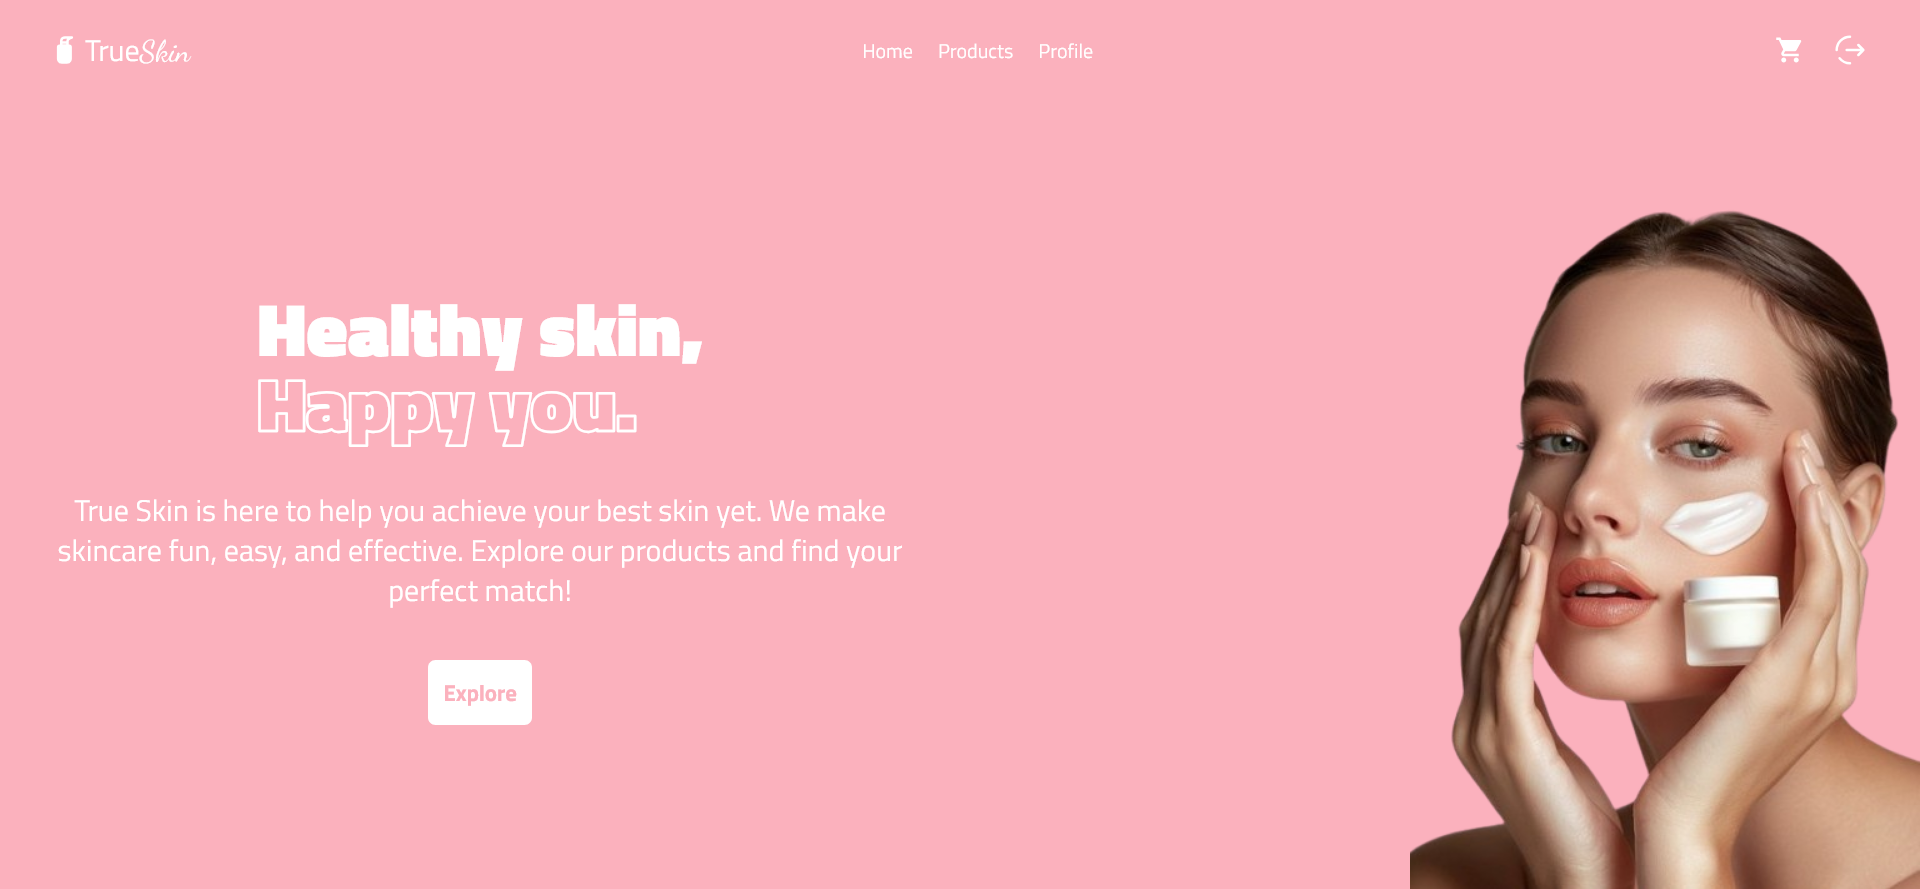 TrueSkin
Home Products Profile
Healthy skin,
Happy you.
True Skin is here to help you achieve your best skin yet. We make
skincare fun, easy, and effective. Explore our products and find your
perfect match!
Explore